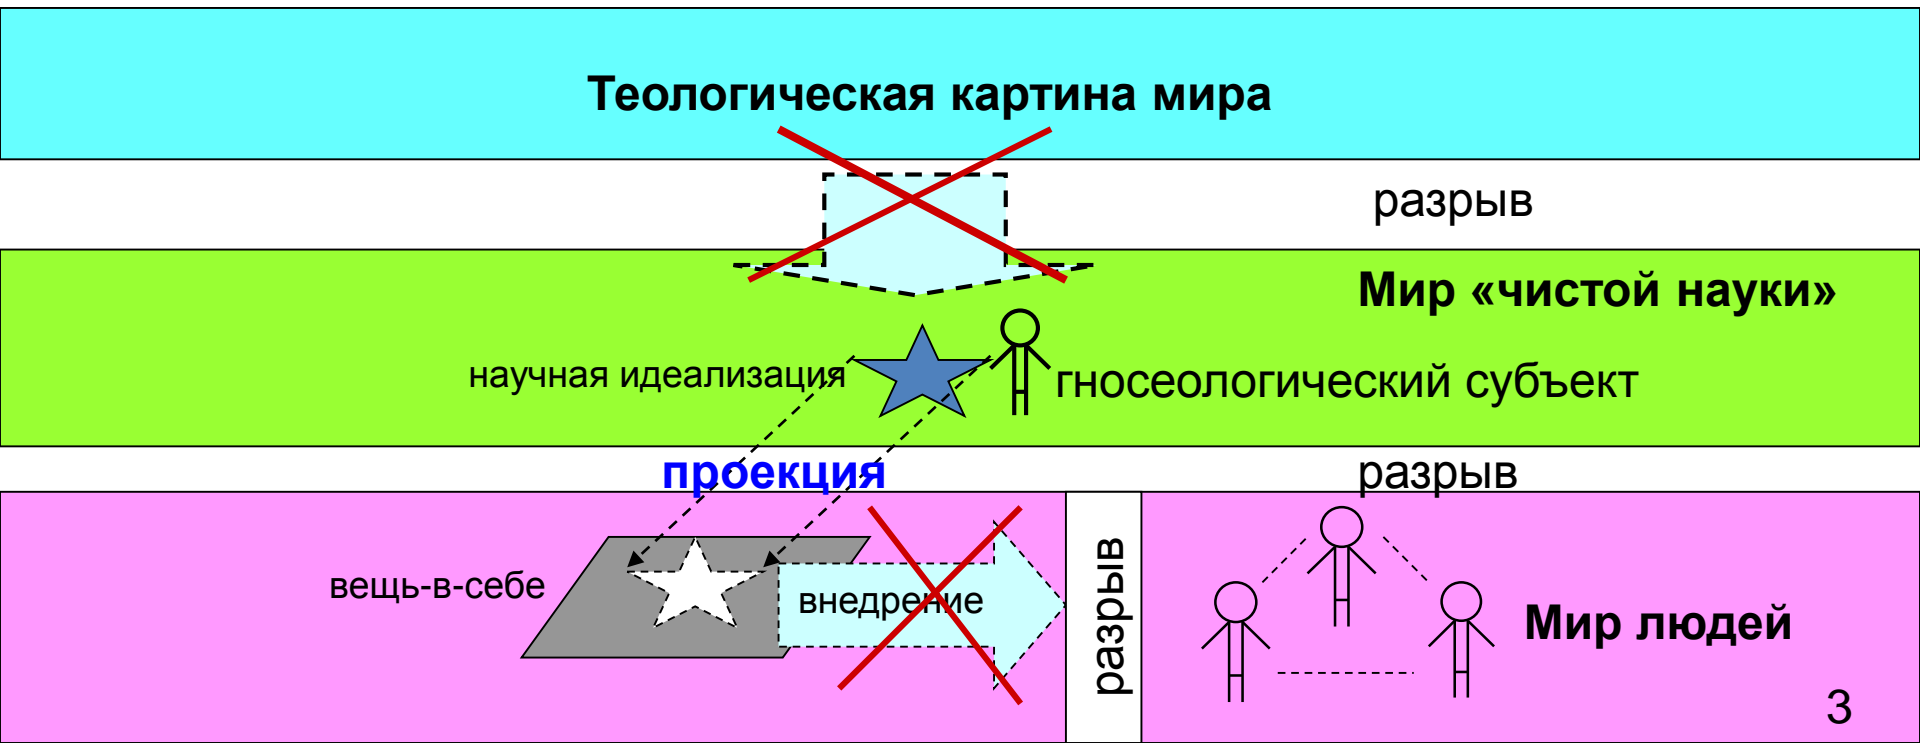 Теологическая картина мира
разрыв
Мир «чистой науки»
научная идеализация
гносеологический субъект
проекция
разрыв
вещь-в-себе
внедрение
разрыв
Мир людей
3